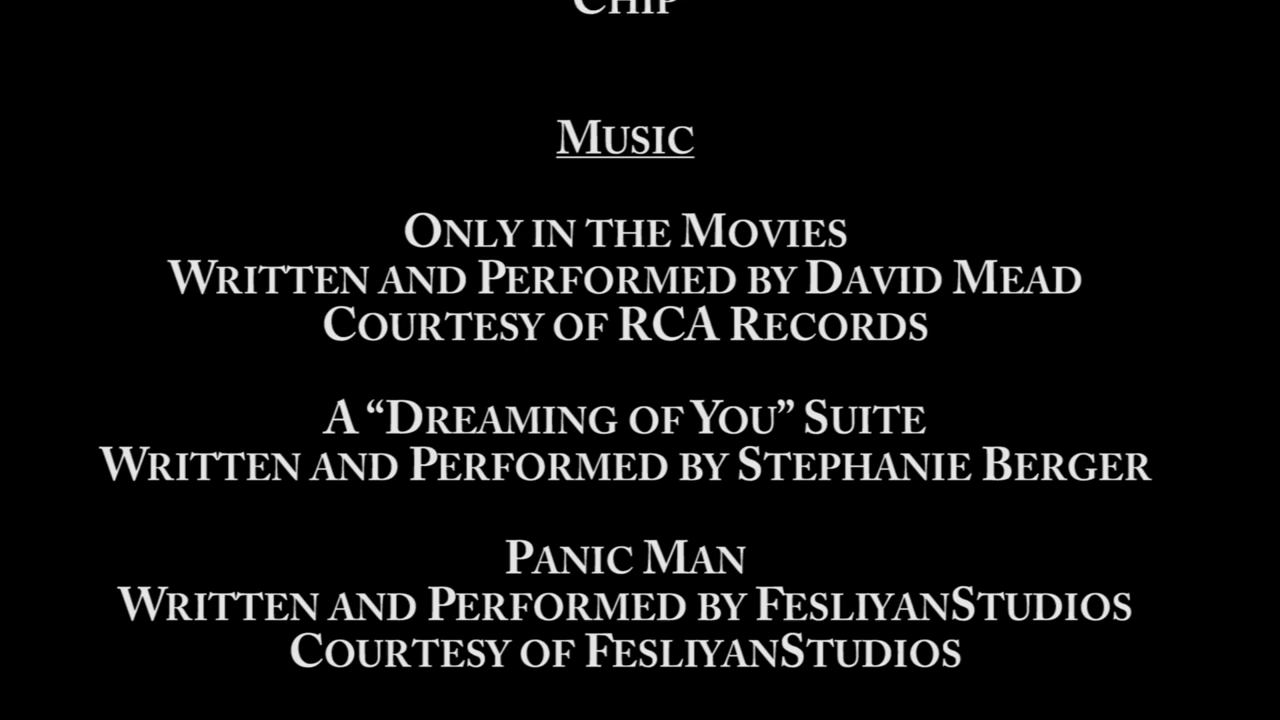 Chip
Music
Only in the Movies
Written and Performed by David Mead
Courtesy of RCA Records
A “Dreaming of You” Suite
Written and Performed by Stephanie Berger
Panic Man
Written and Performed by FesliyanStudios
Courtesy of FesliyanStudios